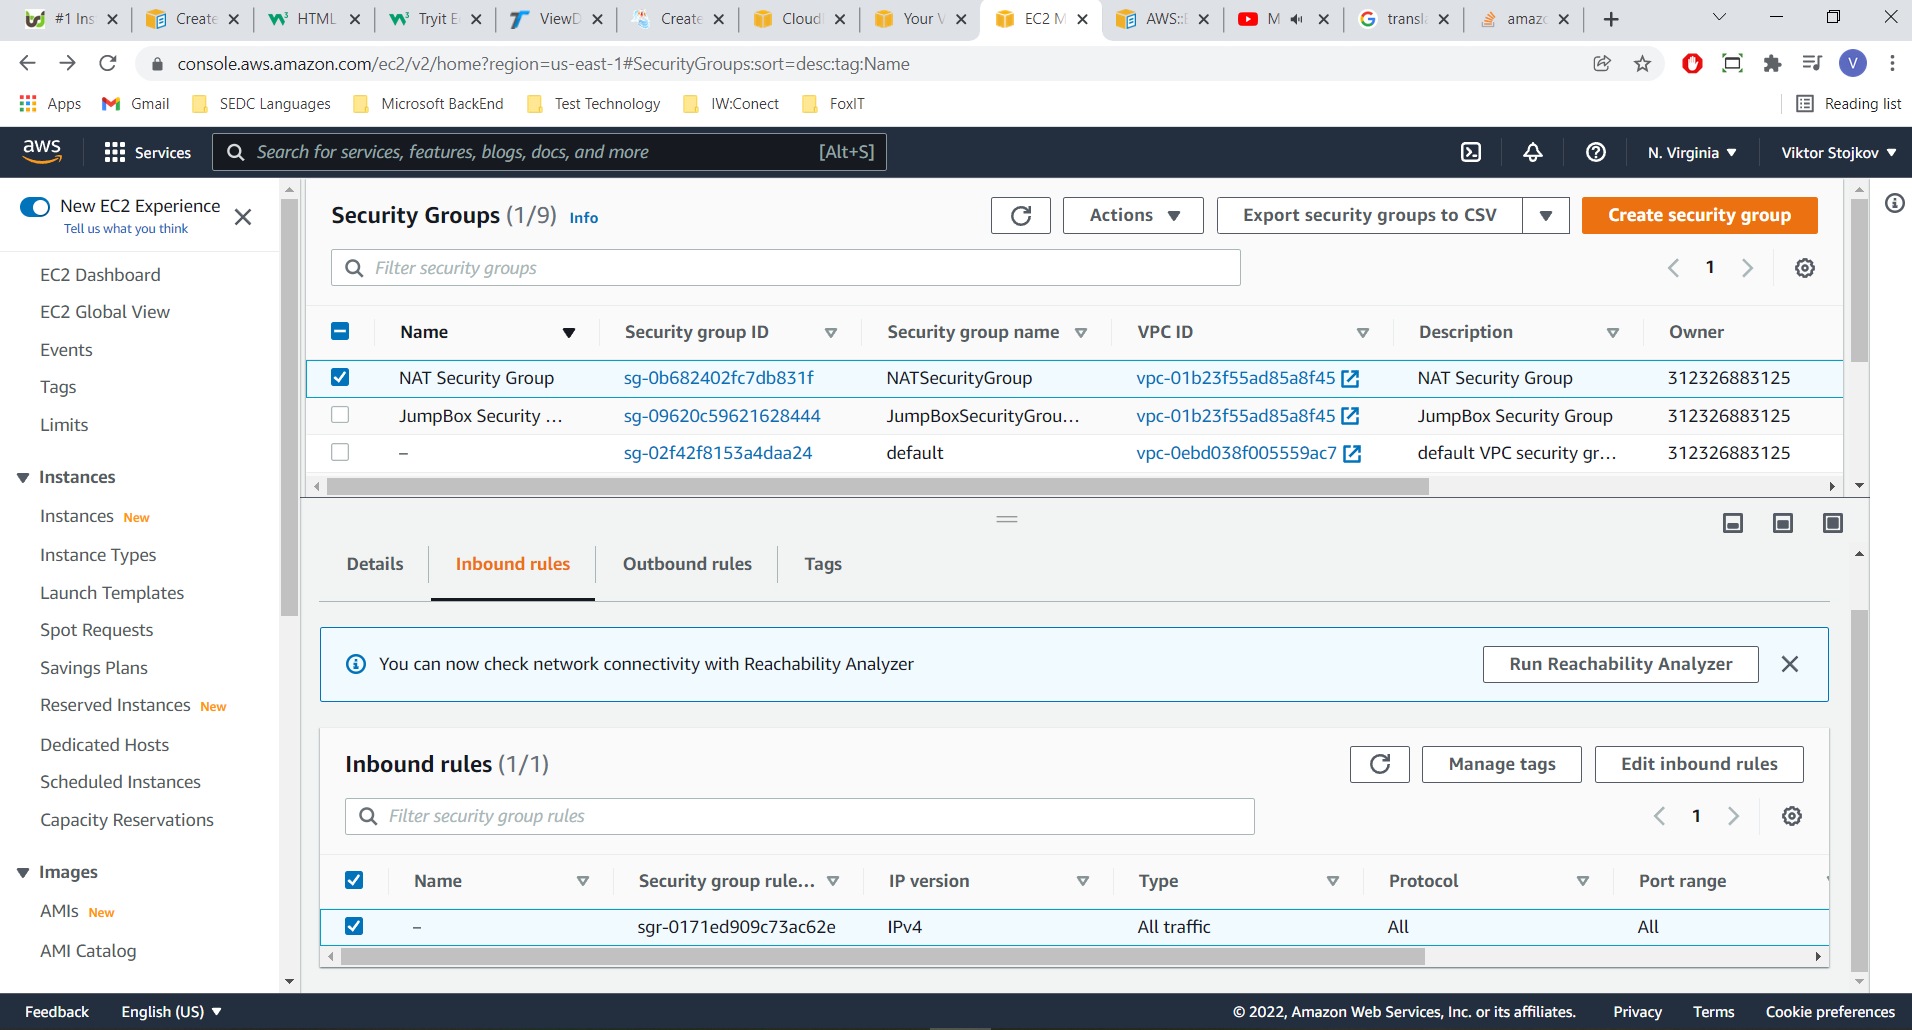 #1 Ins
Create
HTML
Tryit E
ViewD
Create
Cloud
Your V
EC2 M
AWS::E
M
transla
amazo
console.aws.amazon.com/ec2/v2/home?region=us-east-1#SecurityGroups:sort=desc:tag:Name
V
Apps
Gmail
SEDC Languages
Microsoft BackEnd
Test Technology
IW:Conect
FoxIT
Reading list
aws
Services
Search for services, features, blogs, docs, and more
[Alt+S]
N. Virginia
Viktor Stojkov
New EC2 Experience
Tell us what you think
EC2 Dashboard
EC2 Global View
Events
Tags
Limits
Instances
Instances New
Instance Types
Launch Templates
Spot Requests
Savings Plans
Reserved Instances New
Dedicated Hosts
Scheduled Instances
Capacity Reservations
Images
AMIs New
AMI Catalog
Security Groups (1/9) Info
Actions
Export security groups to CSV
Create security group
Filter security groups
1
Name Security group ID Security group name VPC ID Description Owner
NAT Security Group sg-0b682402fc7db831f NATSecurityGroup vpc-01b23f55ad85a8f45 NAT Security Group 312326883125
JumpBox Security ... sg-09620c59621628444 JumpBoxSecurityGrou... vpc-01b23f55ad85a8f45 JumpBox Security Group 312326883125
– sg-02f42f8153a4daa24 default vpc-0ebd038f005559ac7 default VPC security gr... 312326883125
Details
Inbound rules
Outbound rules
Tags
You can now check network connectivity with Reachability Analyzer
Run Reachability Analyzer
Inbound rules (1/1)
Manage tags
Edit inbound rules
Filter security group rules
1
Name Security group rule... IP version Type Protocol Port range
– sgr-0171ed909c73ac62e IPv4 All traffic All All
Feedback
English (US)
© 2022, Amazon Web Services, Inc. or its affiliates.
Privacy
Terms
Cookie preferences